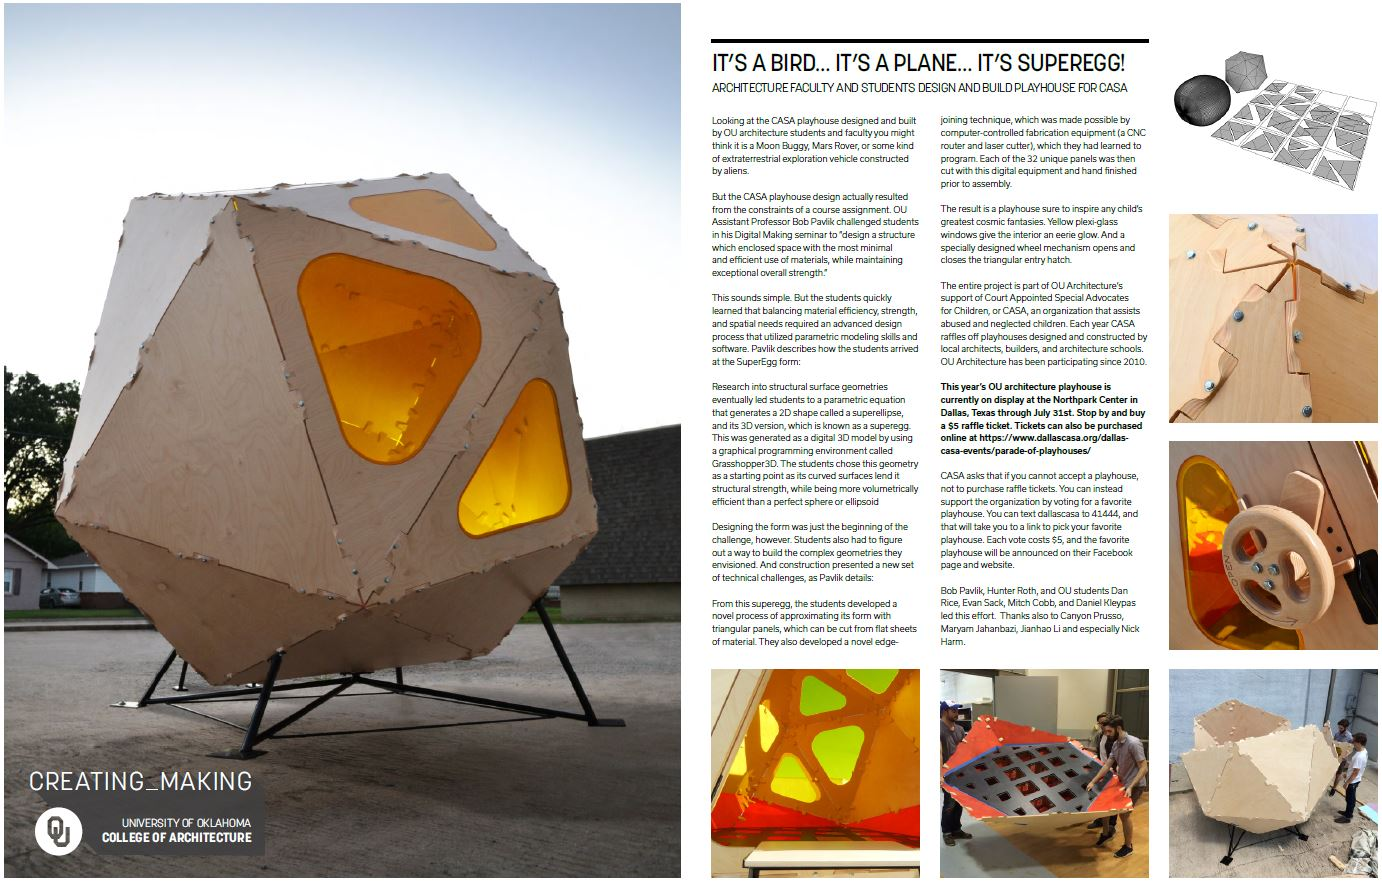 CREATING_MAKING
OU
UNIVERSITY OF OKLAHOMA
COLLEGE OF ARCHITECTURE
IT'S A BIRD... IT'S A PLANE... IT'S SUPEREGG!
ARCHITECTURE FACULTY AND STUDENTS DESIGN AND BUILD PLAYHOUSE FOR CASA
Looking at the CASA playhouse designed and built
by OU architecture students and faculty you might
think it is a Moon Buggy, Mars Rover, or some kind
of extraterrestrial exploration vehicle constructed
by aliens.
But the CASA playhouse design actually resulted
from the constraints of a course assignment. OU
Assistant Professor Bob Pavlik challenged students
in his Digital Making seminar to “design a structure
which enclosed space with the most minimal
and efficient use of materials, while maintaining
exceptional overall strength.”
This sounds simple. But the students quickly
learned that balancing material efficiency, strength,
and spatial needs required an advanced design
process that utilized parametric modeling skills and
software. Pavlik describes how the students arrived
at the SuperEgg form:
Research into structural surface geometries
eventually led students to a parametric equation
that generates a 2D shape called a superellipse,
and its 3D version, which is known as a superegg.
This was generated as a digital 3D model by using
a graphical programming environment called
Grasshopper3D. The students chose this geometry
as a starting point as its curved surfaces lend it
structural strength, while being more volumetrically
efficient than a perfect sphere or ellipsoid
Designing the form was just the beginning of the
challenge, however. Students also had to figure
out a way to build the complex geometries they
envisioned. And construction presented a new set
of technical challenges, as Pavlik details:
From this superegg, the students developed a
novel process of approximating its form with
triangular panels, which can be cut from flat sheets
of material. They also developed a novel edge-
joining technique, which was made possible by
computer-controlled fabrication equipment (a CNC
router and laser cutter), which they had learned to
program. Each of the 32 unique panels was then
cut with this digital equipment and hand finished
prior to assembly.
The result is a playhouse sure to inspire any child's
greatest cosmic fantasies. Yellow plexi-glass
windows give the interior an eerie glow. And a
specially designed wheel mechanism opens and
closes the triangular entry hatch.
The entire project is part of OU Architecture's
support of Court Appointed Special Advocates
for Children, or CASA, an organization that assists
abused and neglected children. Each year CASA
raffles off playhouses designed and constructed by
local architects, builders, and architecture schools.
OU Architecture has been participating since 2010.
This year's OU architecture playhouse is
currently on display at the Northpark Center in
Dallas, Texas through July 31st. Stop by and buy
a $5 raffle ticket. Tickets can also be purchased
online at https://www.dallascasa.org/dallas-
casa-events/parade-of-playhouses/
CASA asks that if you cannot accept a playhouse,
not to purchase raffle tickets. You can instead
support the organization by voting for a favorite
playhouse. You can text dallascasa to 41444, and
that will take you to a link to pick your favorite
playhouse. Each vote costs $5, and the favorite
playhouse will be announced on their Facebook
page and website.
Bob Pavlik, Hunter Roth, and OU students Dan
Rice, Evan Sack, Mitch Cobb, and Daniel Kleypas
led this effort. Thanks also to Canyon Prusso,
Maryam Jahanbazi, Jianhao Li and especially Nick
Harm.
OPEN